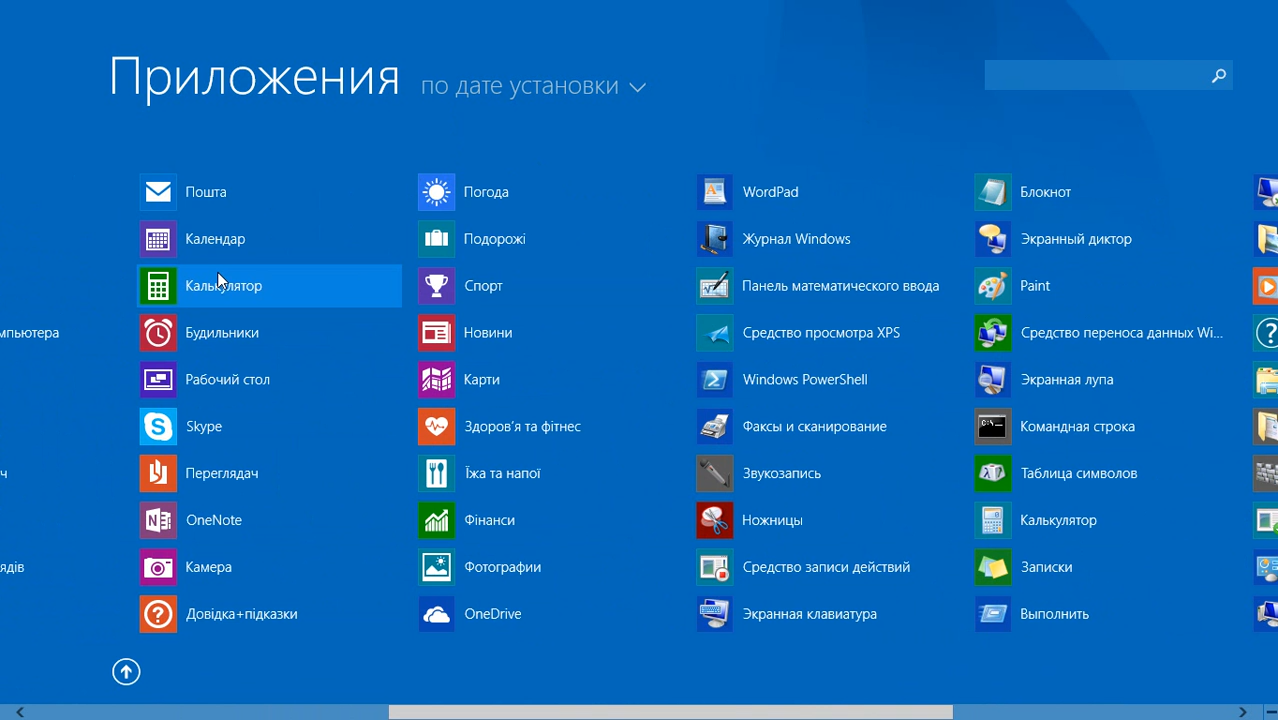 Приложения
по дате установки
мпьютера
ч
ядів
Пошта
Календар
Калькулятор
Будильники
Рабочий стол
Skype
Переглядач
OneNote
Камера
Довідка+підказки
Погода
Подорожі
Спорт
Новини
Карти
Здоров'я та фітнес
Їжа та напої
Фінанси
Фотографии
OneDrive
WordPad
Журнал Windows
Панель математического ввода
Средство просмотра XPS
Windows PowerShell
Факсы и сканирование
Звукозапись
Ножницы
Средство записи действий
Экранная клавиатура
Блокнот
Экранный диктор
Paint
Средство переноса данных Wi...
Экранная лупа
Командная строка
Таблица символов
Калькулятор
Записки
Выполнить